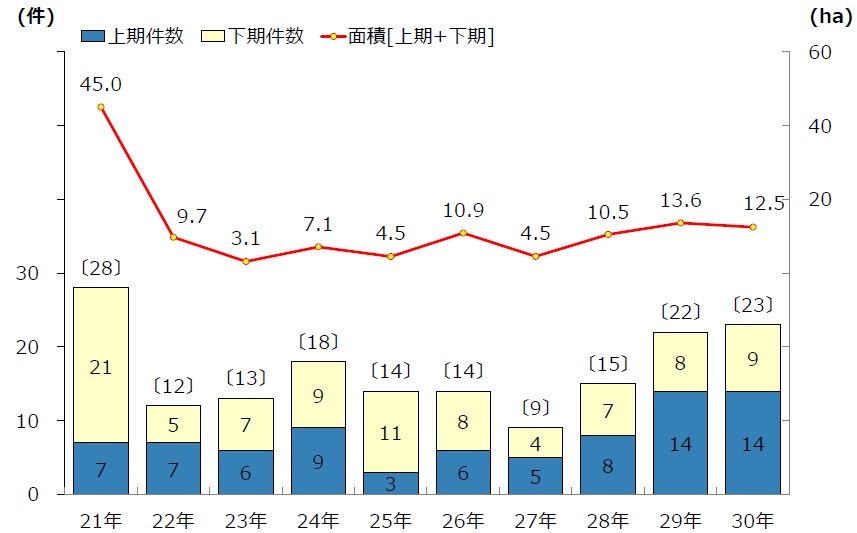 (件)
(ha)
上期件数 下期件数 面積[上期+下期]
60
45.0
40
20
9.7 3.1 7.1 4.5 10.9 4.5 10.5 13.6 12.5
30
〔28〕 〔12〕 〔13〕 〔18〕 〔14〕 〔14〕 〔9〕 〔15〕 〔22〕 〔23〕
20
21 5 7 9 11 8 4 7 8 9
10
7 7 6 9 3 6 5 8 14 14
0
21年 22年 23年 24年 25年 26年 27年 28年 29年 30年